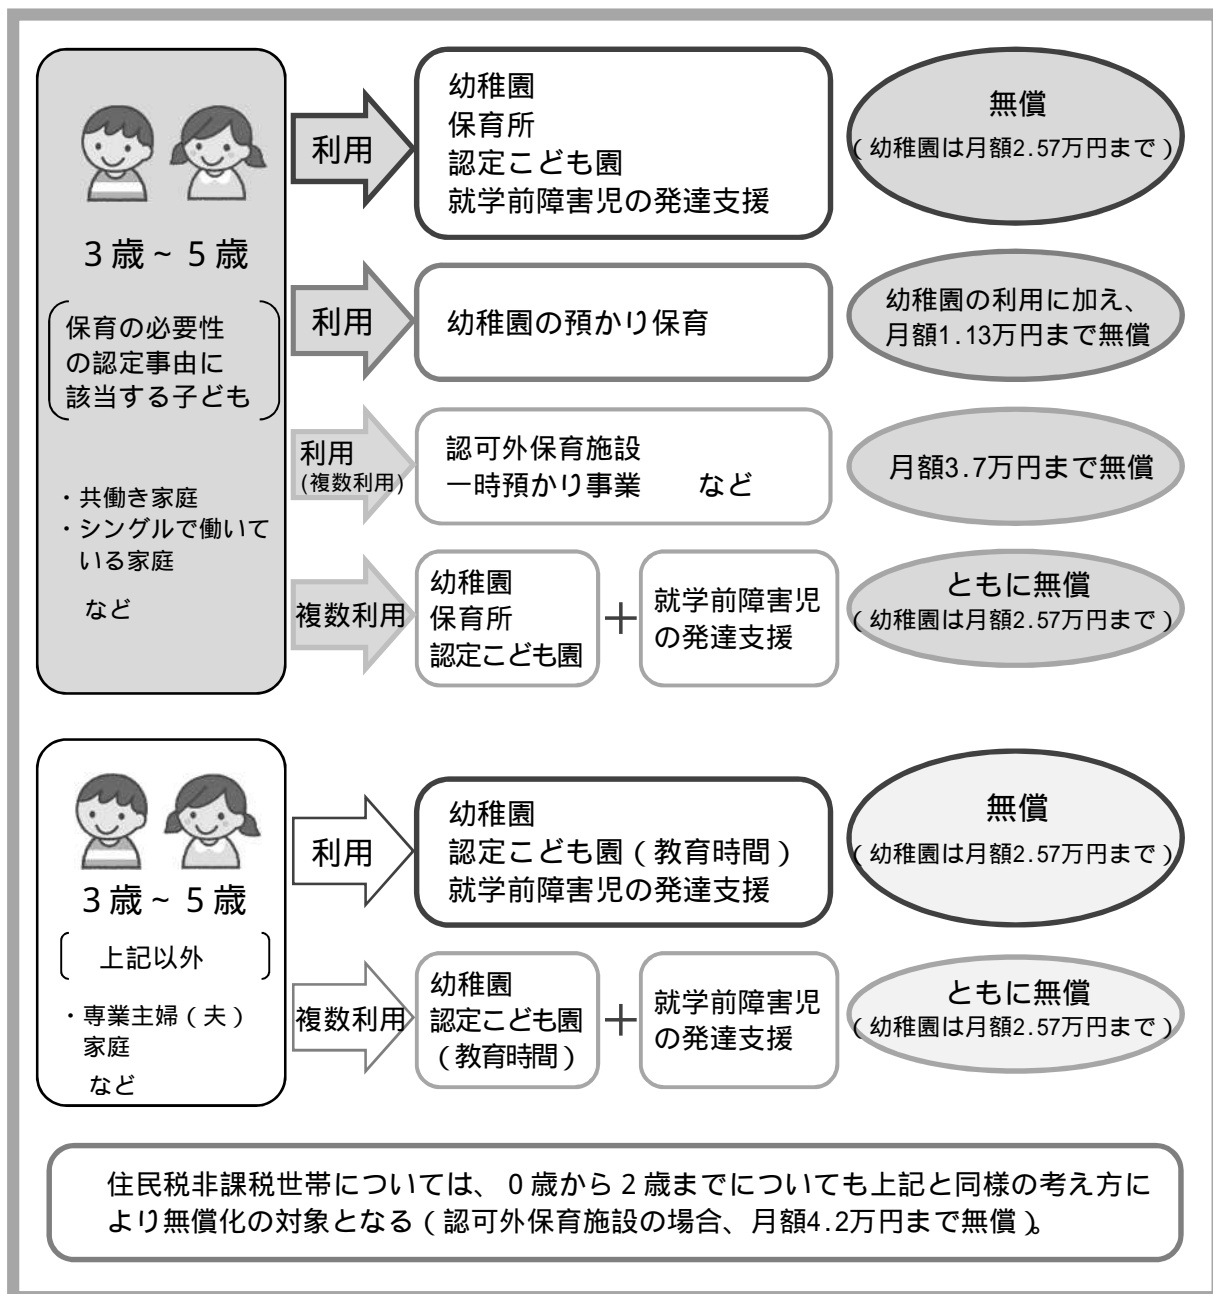 3歳~5歳
保育の必要性
の認定事由に
該当する子ども
・共働き家庭
・シングルで働いて
いる家庭
など
利用
幼稚園
保育所
認定こども園
就学前障害児の発達支援
無償
(幼稚園は月額2.57万円まで)
利用
幼稚園の預かり保育
幼稚園の利用に加え、
月額1.13万円まで無償
利用
(複数利用)
認可外保育施設
一時預かり事業 など
月額3.7万円まで無償
複数利用
幼稚園
保育所
認定こども園
+
就学前障害児
の発達支援
ともに無償
(幼稚園は月額2.57万円まで)
3歳~5歳
上記以外
・専業主婦(夫)
家庭
など
利用
幼稚園
認定こども園(教育時間)
就学前障害児の発達支援
無償
(幼稚園は月額2.57万円まで)
複数利用
幼稚園
認定こども園
(教育時間)
+
就学前障害児
の発達支援
ともに無償
(幼稚園は月額2.57万円まで)
住民税非課税世帯については、0歳から2歳までについても上記と同様の考え方に
より無償化の対象となる(認可外保育施設の場合、月額4.2万円まで無償)。